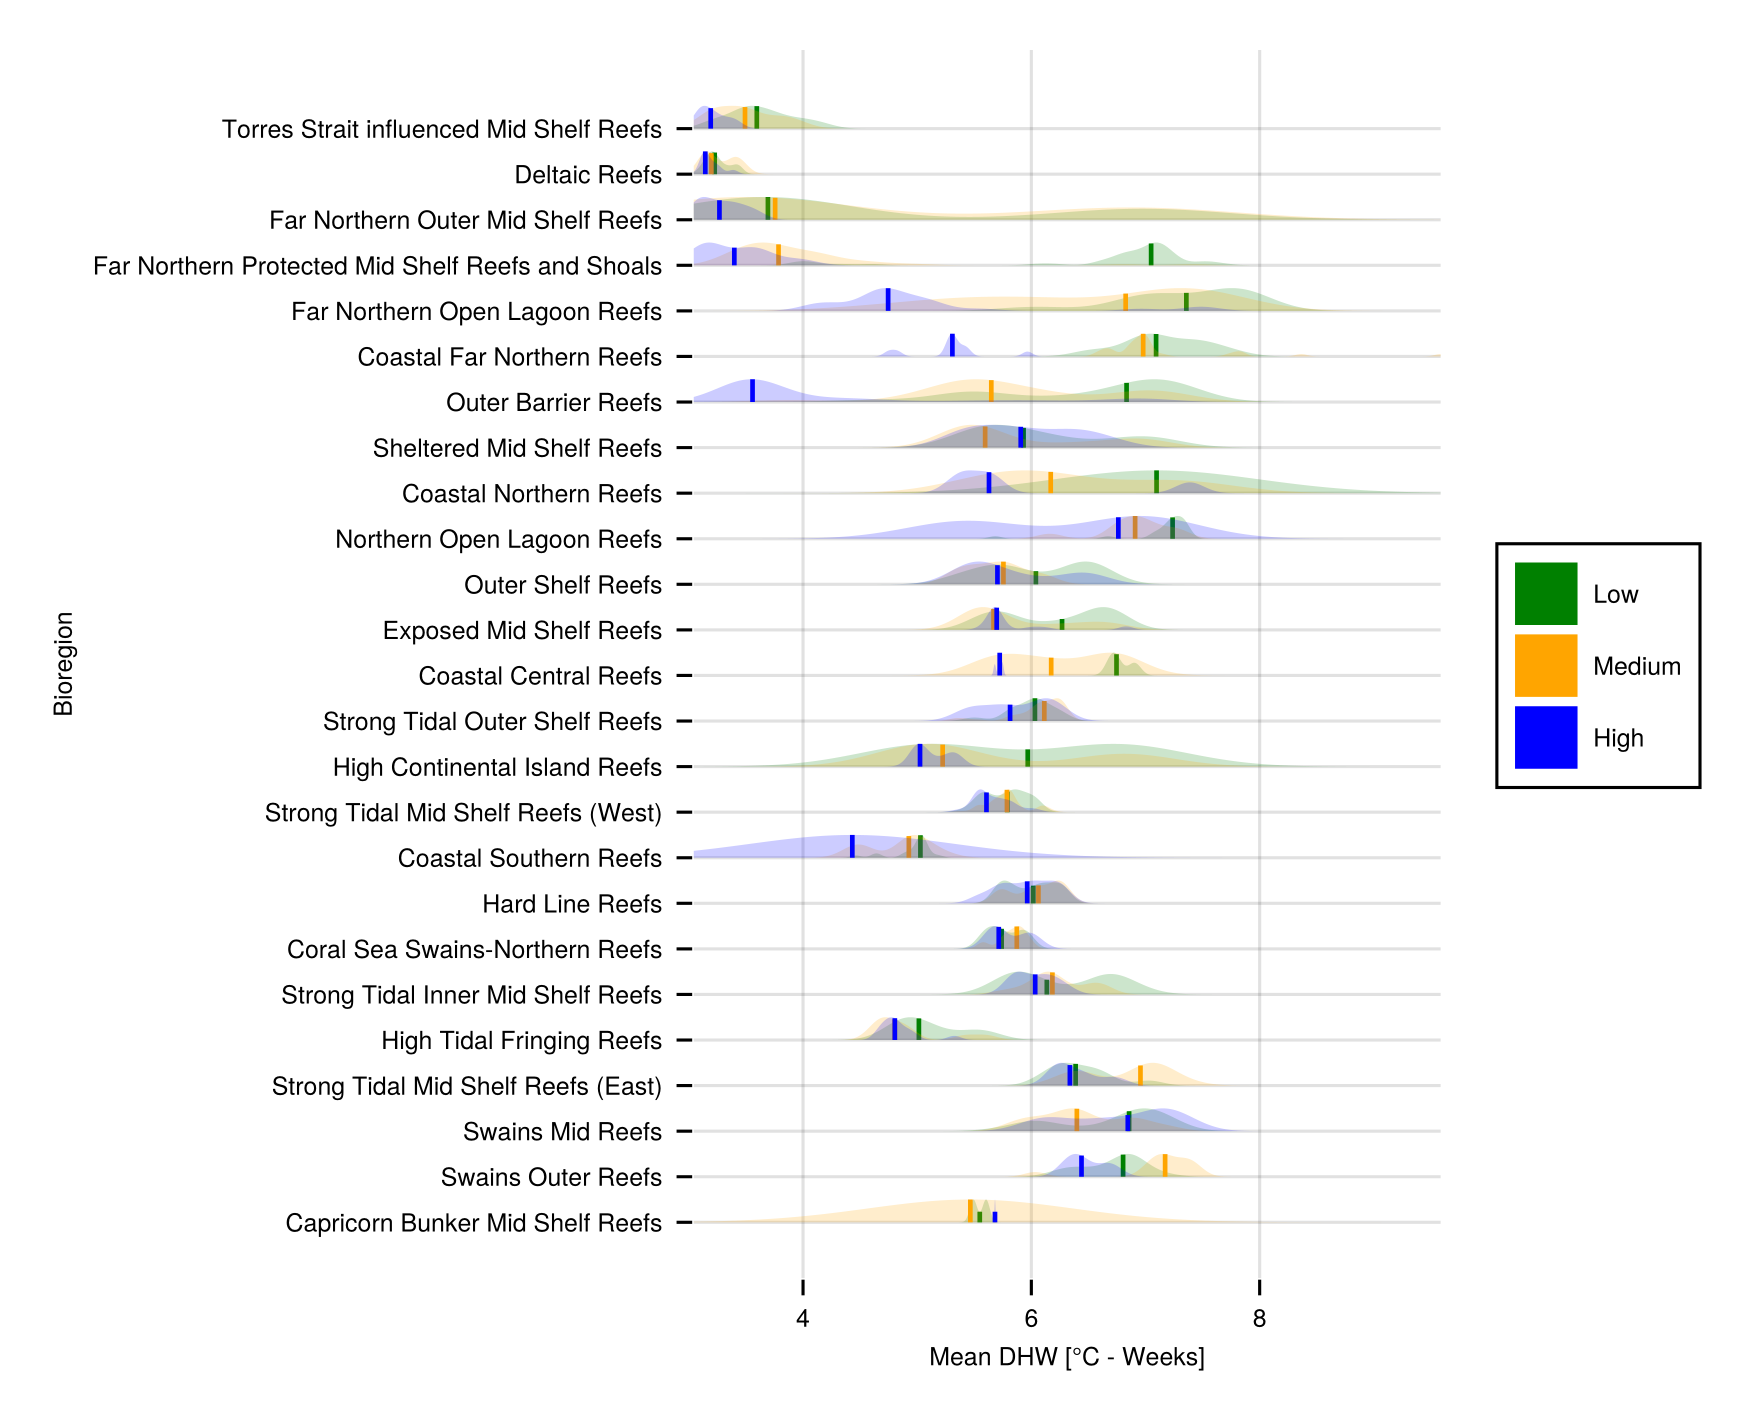 Torres Strait influenced Mid Shelf Reefs
Deltaic Reefs
Far Northern Outer Mid Shelf Reefs
Far Northern Protected Mid Shelf Reefs and Shoals
Far Northern Open Lagoon Reefs
Coastal Far Northern Reefs
Outer Barrier Reefs
Sheltered Mid Shelf Reefs
Coastal Northern Reefs
Northern Open Lagoon Reefs
Outer Shelf Reefs
Exposed Mid Shelf Reefs
Coastal Central Reefs
Strong Tidal Outer Shelf Reefs
High Continental Island Reefs
Strong Tidal Mid Shelf Reefs (West)
Coastal Southern Reefs
Hard Line Reefs
Coral Sea Swains-Northern Reefs
Strong Tidal Inner Mid Shelf Reefs
High Tidal Fringing Reefs
Strong Tidal Mid Shelf Reefs (East)
Swains Mid Reefs
Swains Outer Reefs
Capricorn Bunker Mid Shelf Reefs
Bioregion
4 6 8
Mean DHW [°C - Weeks]
Low
Medium
High